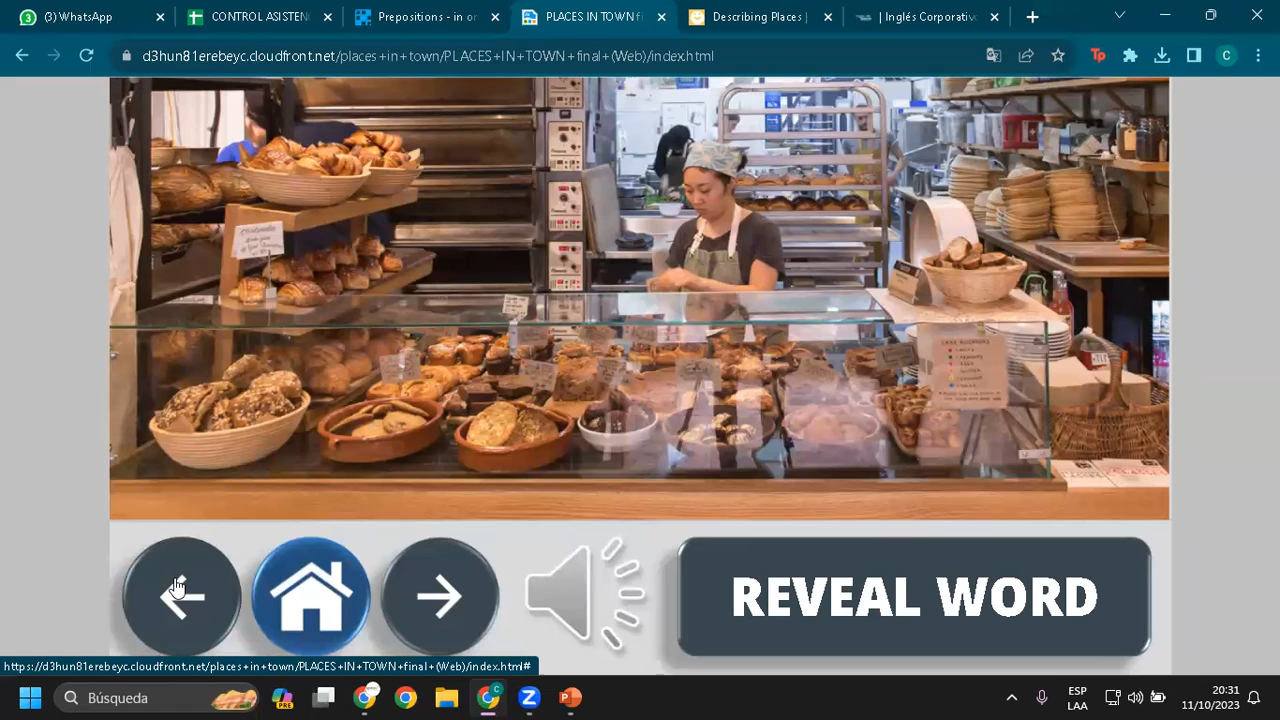 (3) WhatsApp
CONTROL ASISTEN
Prepositions - in or
PLACES IN TOWN f
Describing Places |
| Inglés Corporativ
d3hun81erebeyc.cloudfront.net/places+in+town/PLACES+IN+TOWN+final+(Web)/index.html
Tp
C
REVEAL WORD
https://d3hun81erebeyc.cloudfront.net/places+in+town/PLACES+IN+TOWN+final+(Web)/index.html#
Búsqueda
PRE
C
ESP
LAA
20:31
11/10/2023